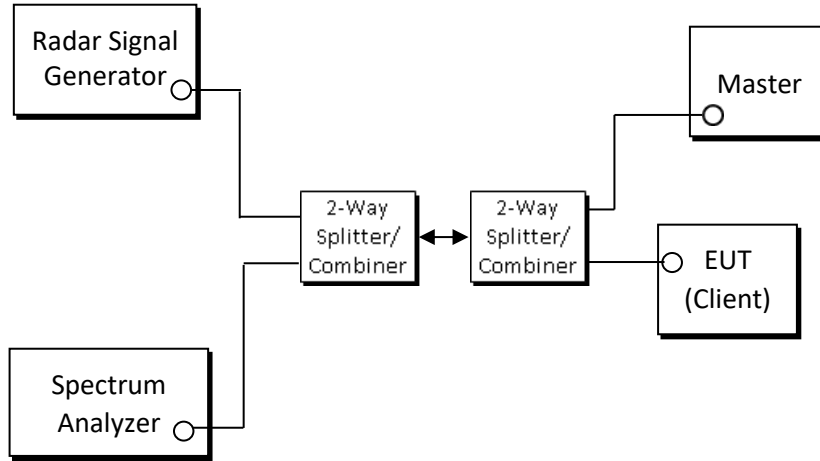 Radar Signal
Generator
Master
2-Way
Splitter/
Combiner
2-Way
Splitter/
Combiner
EUT
(Client)
Spectrum
Analyzer